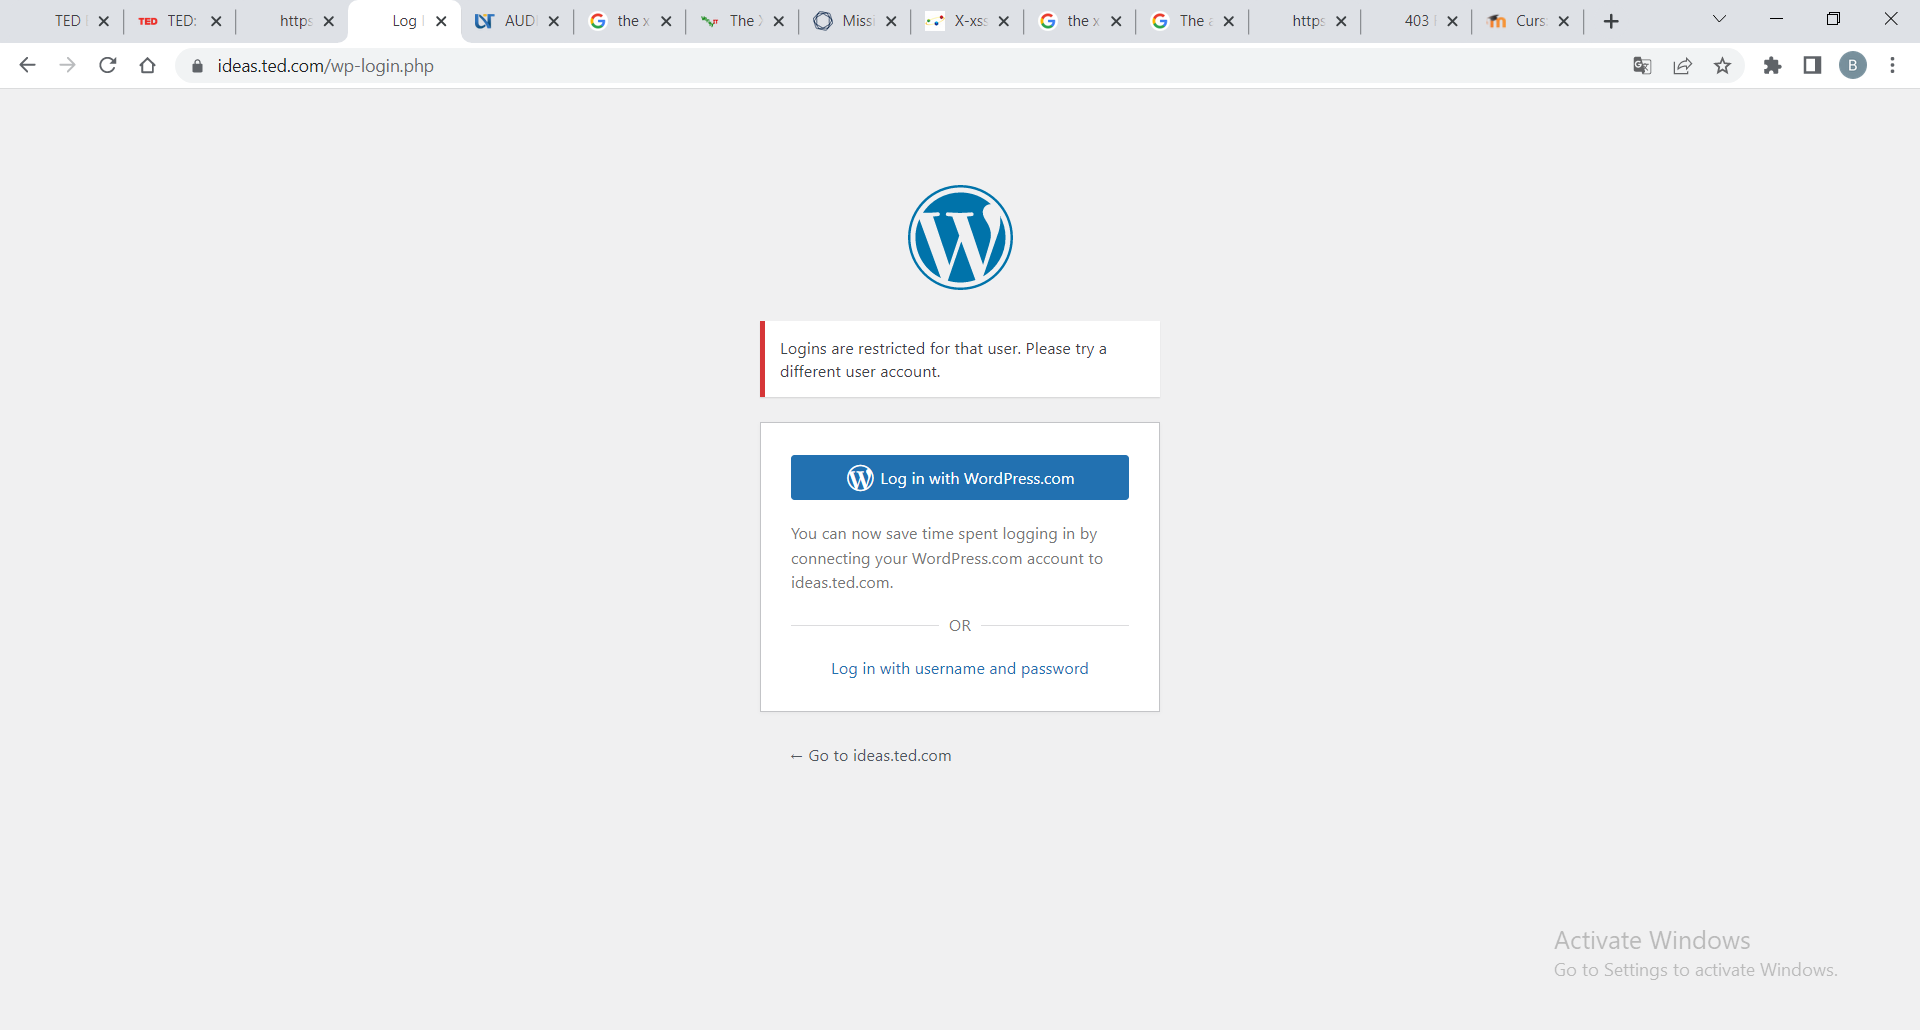 TED
TED
TED:
https
Log
AUD
the x
The
Missi
X-xss
the x
The a
https
403
Curs
ideas.ted.com/wp-login.php
B
Logins are restricted for that user. Please try a
different user account.
Log in with WordPress.com
You can now save time spent logging in by
connecting your WordPress.com account to
ideas.ted.com.
OR
Log in with username and password
← Go to ideas.ted.com
Activate Windows
Go to Settings to activate Windows.